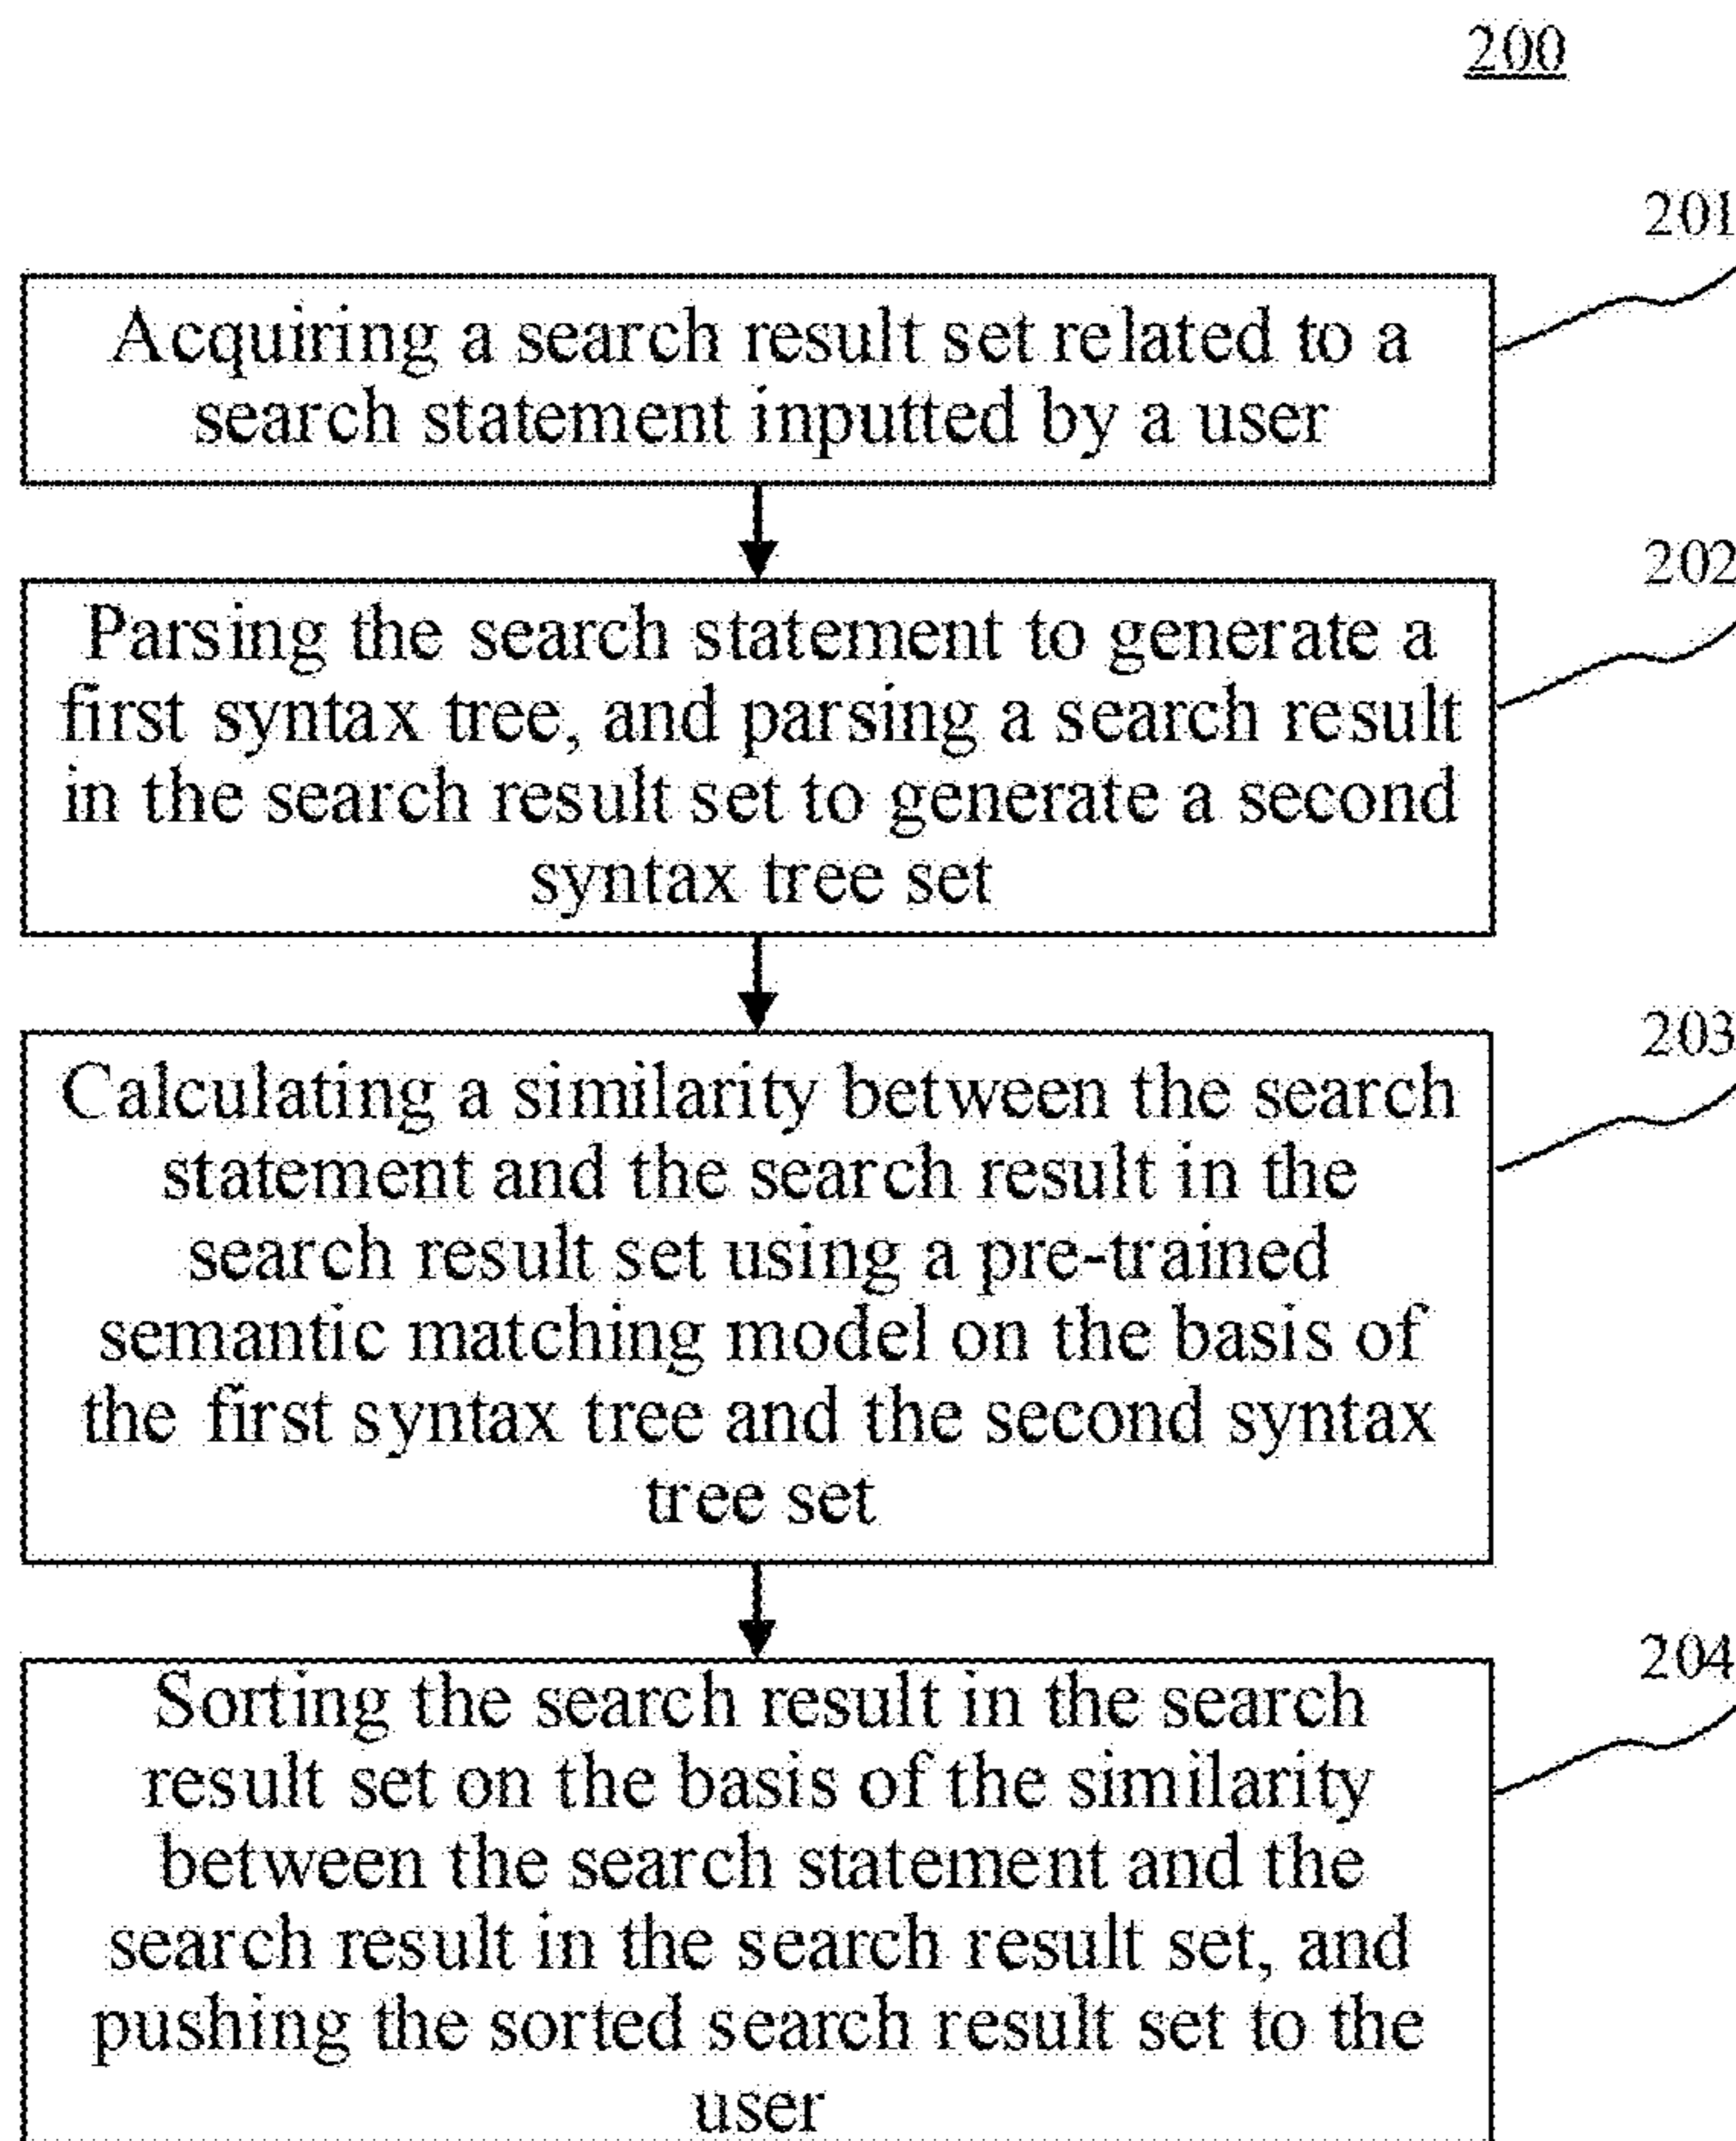 200
201
Acquiring a search result set related to a
search statement inputted by a user
202
Parsing the search statement to generate a
first syntax tree, and parsing a search result
in the search result set to generate a second
syntax tree set
203
Calculating a similarity between the search
statement and the search result in the
search result set using a pre-trained
semantic matching model on the basis of
the first syntax tree and the second syntax
tree set
204
Sorting the search result in the search
result set on the basis of the similarity
between the search statement and the
search result in the search result set, and
pushing the sorted search result set to the
user